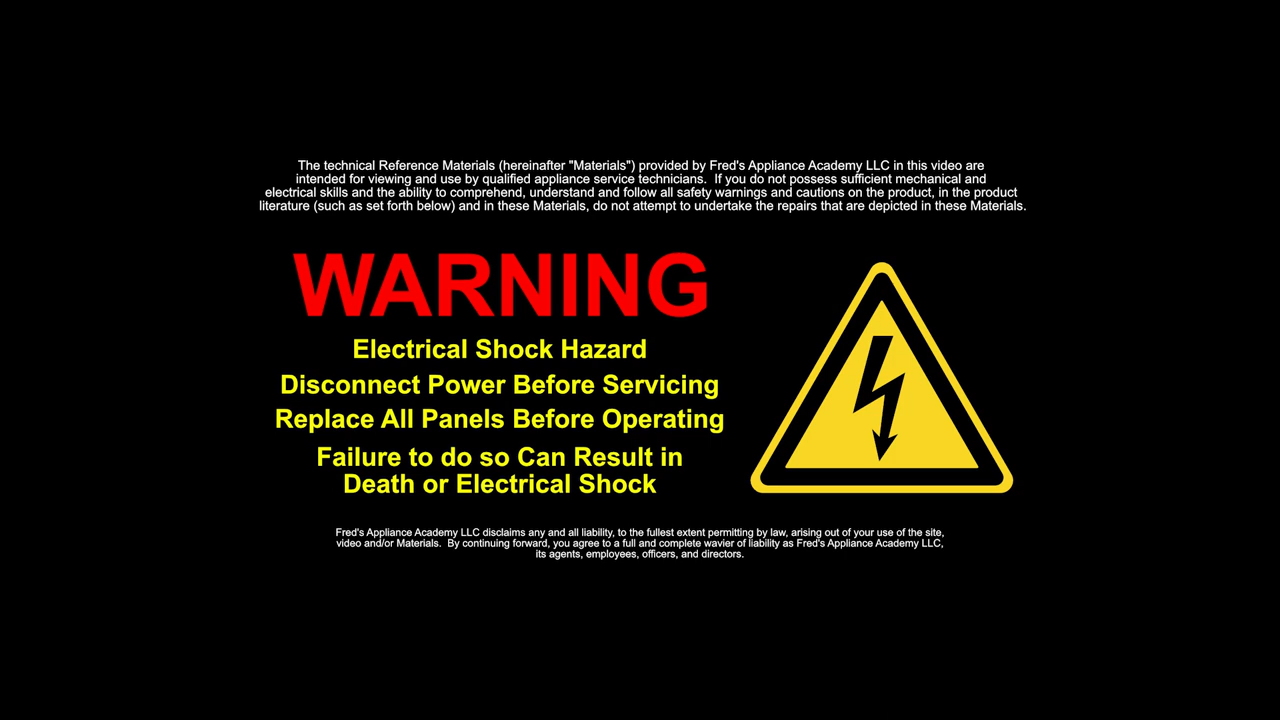 The technical Reference Materials (hereinafter "Materials") provided by Fred's Appliance Academy LLC in this video are
intended for viewing and use by qualified appliance service technicians.  If you do not possess sufficient mechanical and
electrical skills and the ability to comprehend, understand and follow all safety warnings and cautions on the product, in the product
literature (such as set forth below) and in these Materials, do not attempt to undertake the repairs that are depicted in these Materials.
WARNING
Electrical Shock Hazard
Disconnect Power Before Servicing
Replace All Panels Before Operating
Failure to do so Can Result in
Death or Electrical Shock
Fred's Appliance Academy LLC disclaims any and all liability, to the fullest extent permitting by law, arising out of your use of the site,
video and/or Materials.  By continuing forward, you agree to a full and complete wavier of liability as Fred's Appliance Academy LLC,
its agents, employees, officers, and directors.